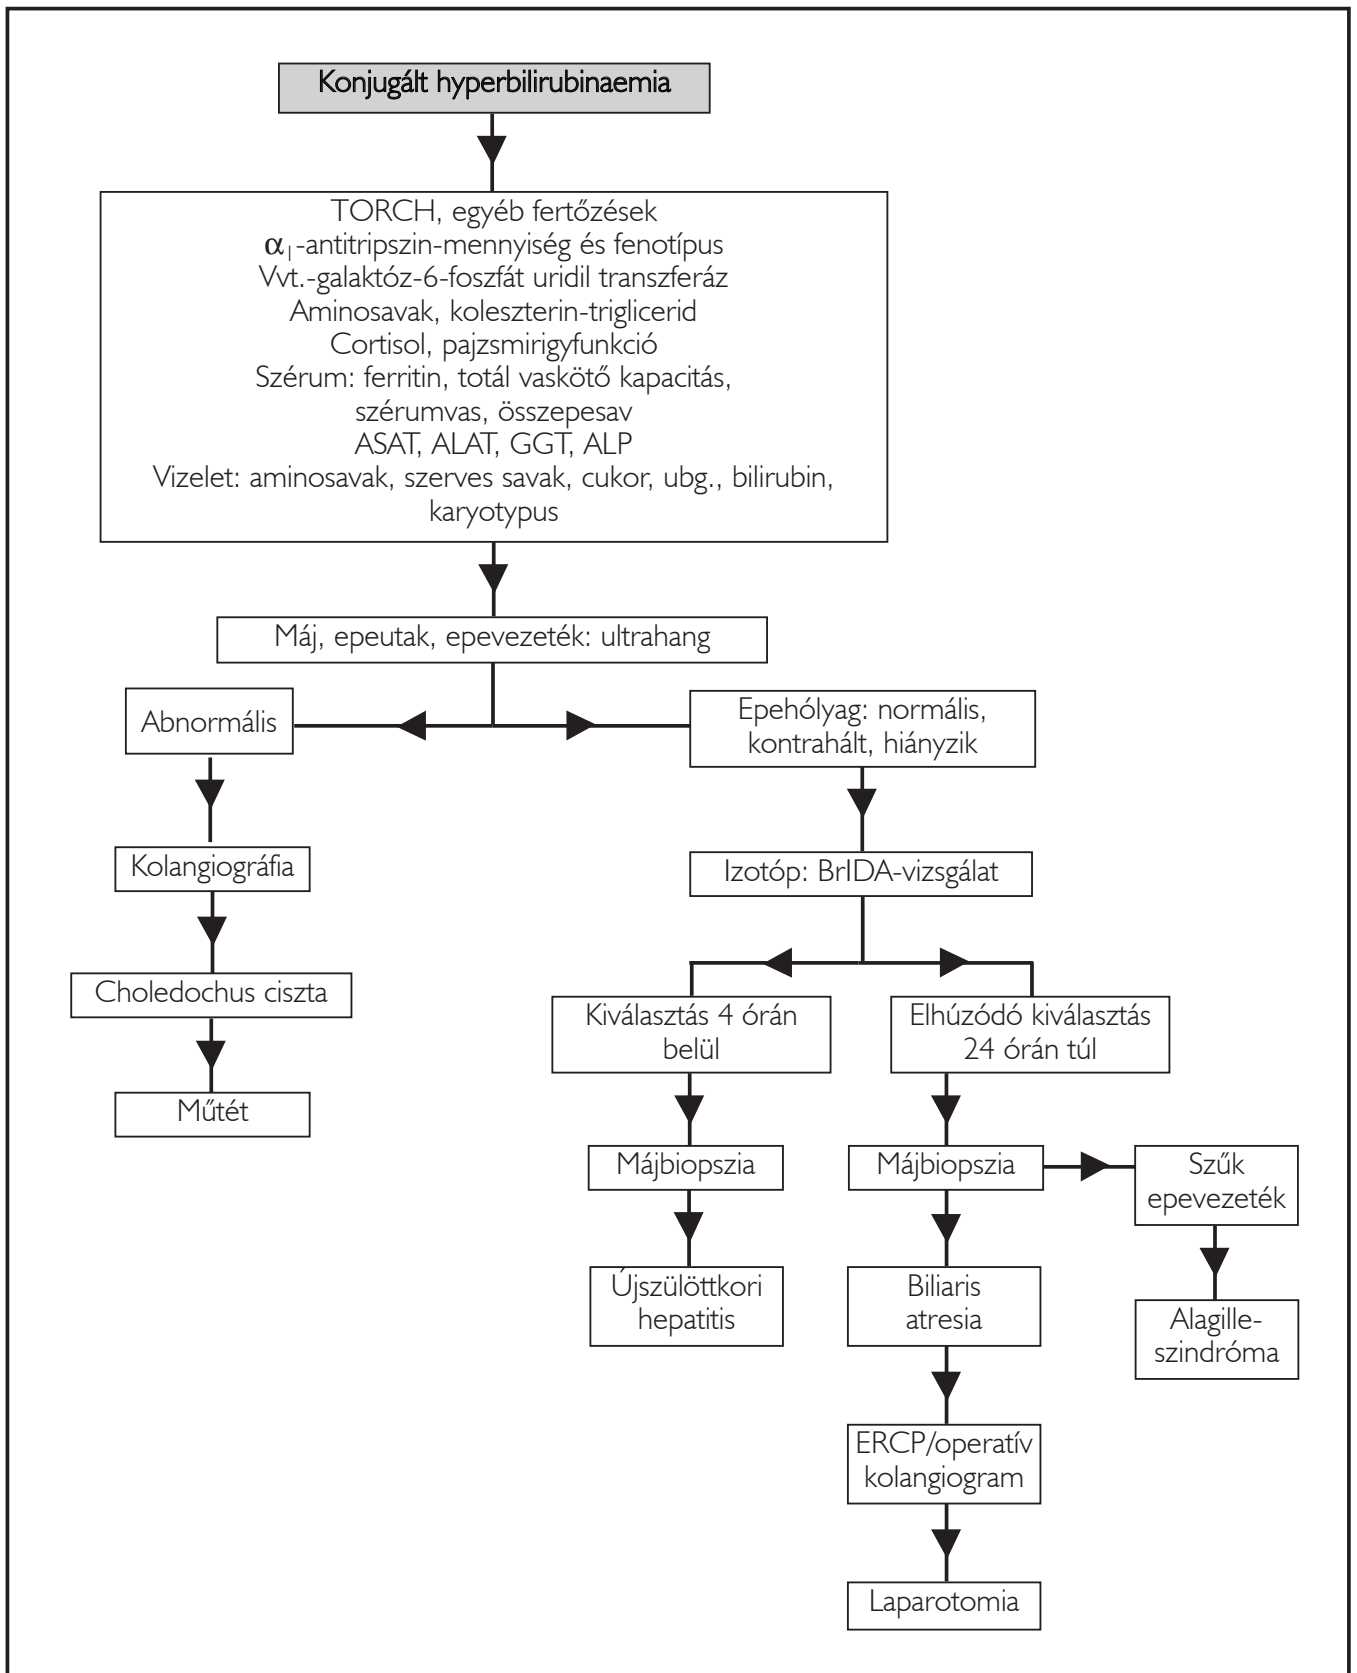 Konjugált hyperbilirubinaemia
TORCH, egyéb fertőzések
α₁-antitripszin-mennyiség és fenotípus
Vvt.-galaktóz-6-foszfát uridil transzferáz
Aminosavak, koleszterin-triglicerid
Cortisol, pajzsmirigyfunkció
Szérum: ferritin, totál vaskötő kapacitás,
szérumvas, összepesav
ASAT, ALAT, GGT, ALP
Vizelet: aminosavak, szerves savak, cukor, ubg., bilirubin,
karyotypus
Máj, epeutak, epevezeték: ultrahang
Abnormális
Epehólyag: normális,
kontrahált, hiányzik
Kolangiográfia
Izotóp: BrIDA-vizsgálat
Choledochus ciszta
Kiválasztás 4 órán
belül
Elhúzódó kiválasztás
24 órán túl
Műtét
Májbiopszia
Májbiopszia
Szűk
epevezeték
Újszülöttkori
hepatitis
Biliaris
atresia
Alagille-
szindróma
ERCP/operatív
kolangiogram
Laparotomia